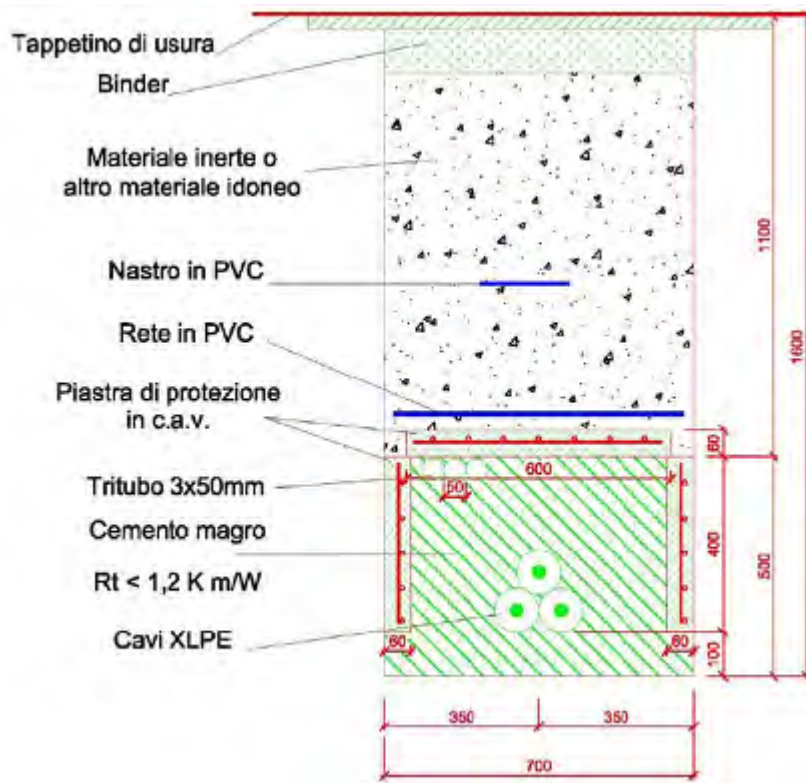 Tappetino di usura
Binder
Materiale inerte o
altro materiale idoneo
Nastro in PVC
Rete in PVC
Piastra di protezione
in c.a.v.
Tritubo 3x50mm
Cemento magro
Rt < 1,2 K m/W
Cavi XLPE
1100
1600
60
600
50
400
500
100
60
60
350
350
700